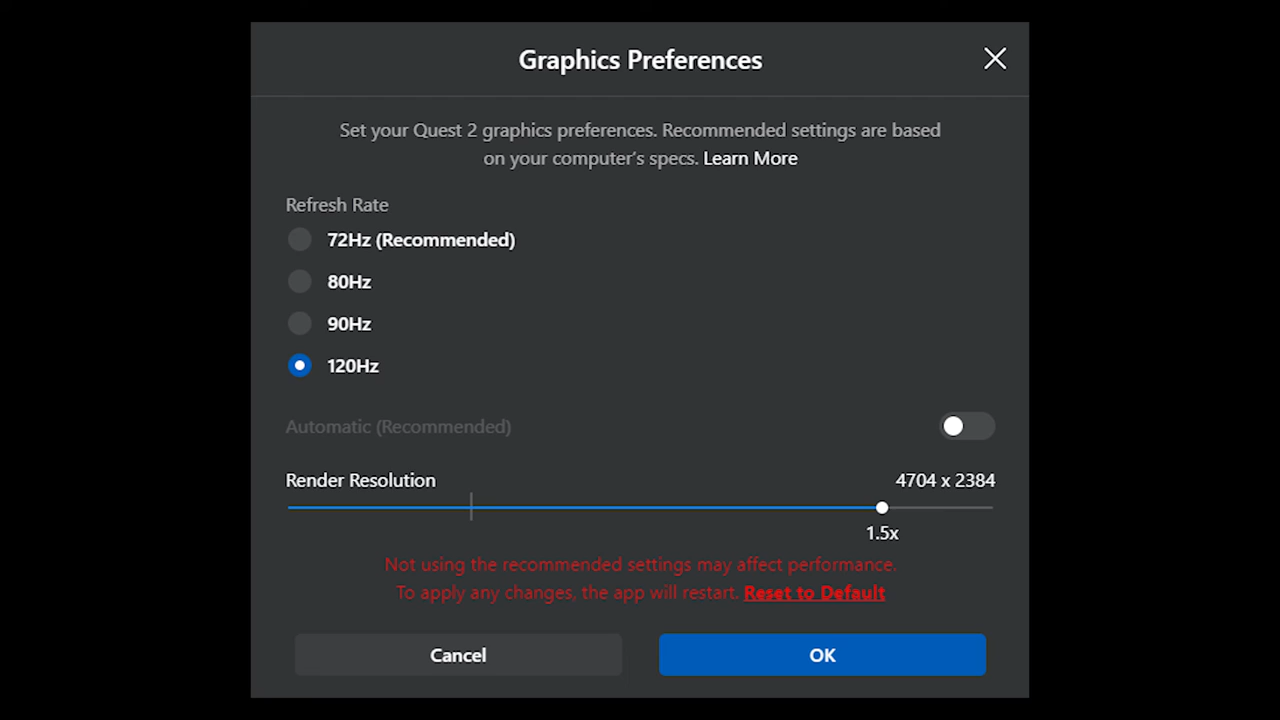 Graphics Preferences
Set your Quest 2 graphics preferences. Recommended settings are based
on your computer's specs. Learn More
Refresh Rate
72Hz (Recommended)
80Hz
90Hz
120Hz
Automatic (Recommended)
Render Resolution
4704 x 2384
1.5x
Not using the recommended settings may affect performance.
To apply any changes, the app will restart. Reset to Default
Cancel
OK